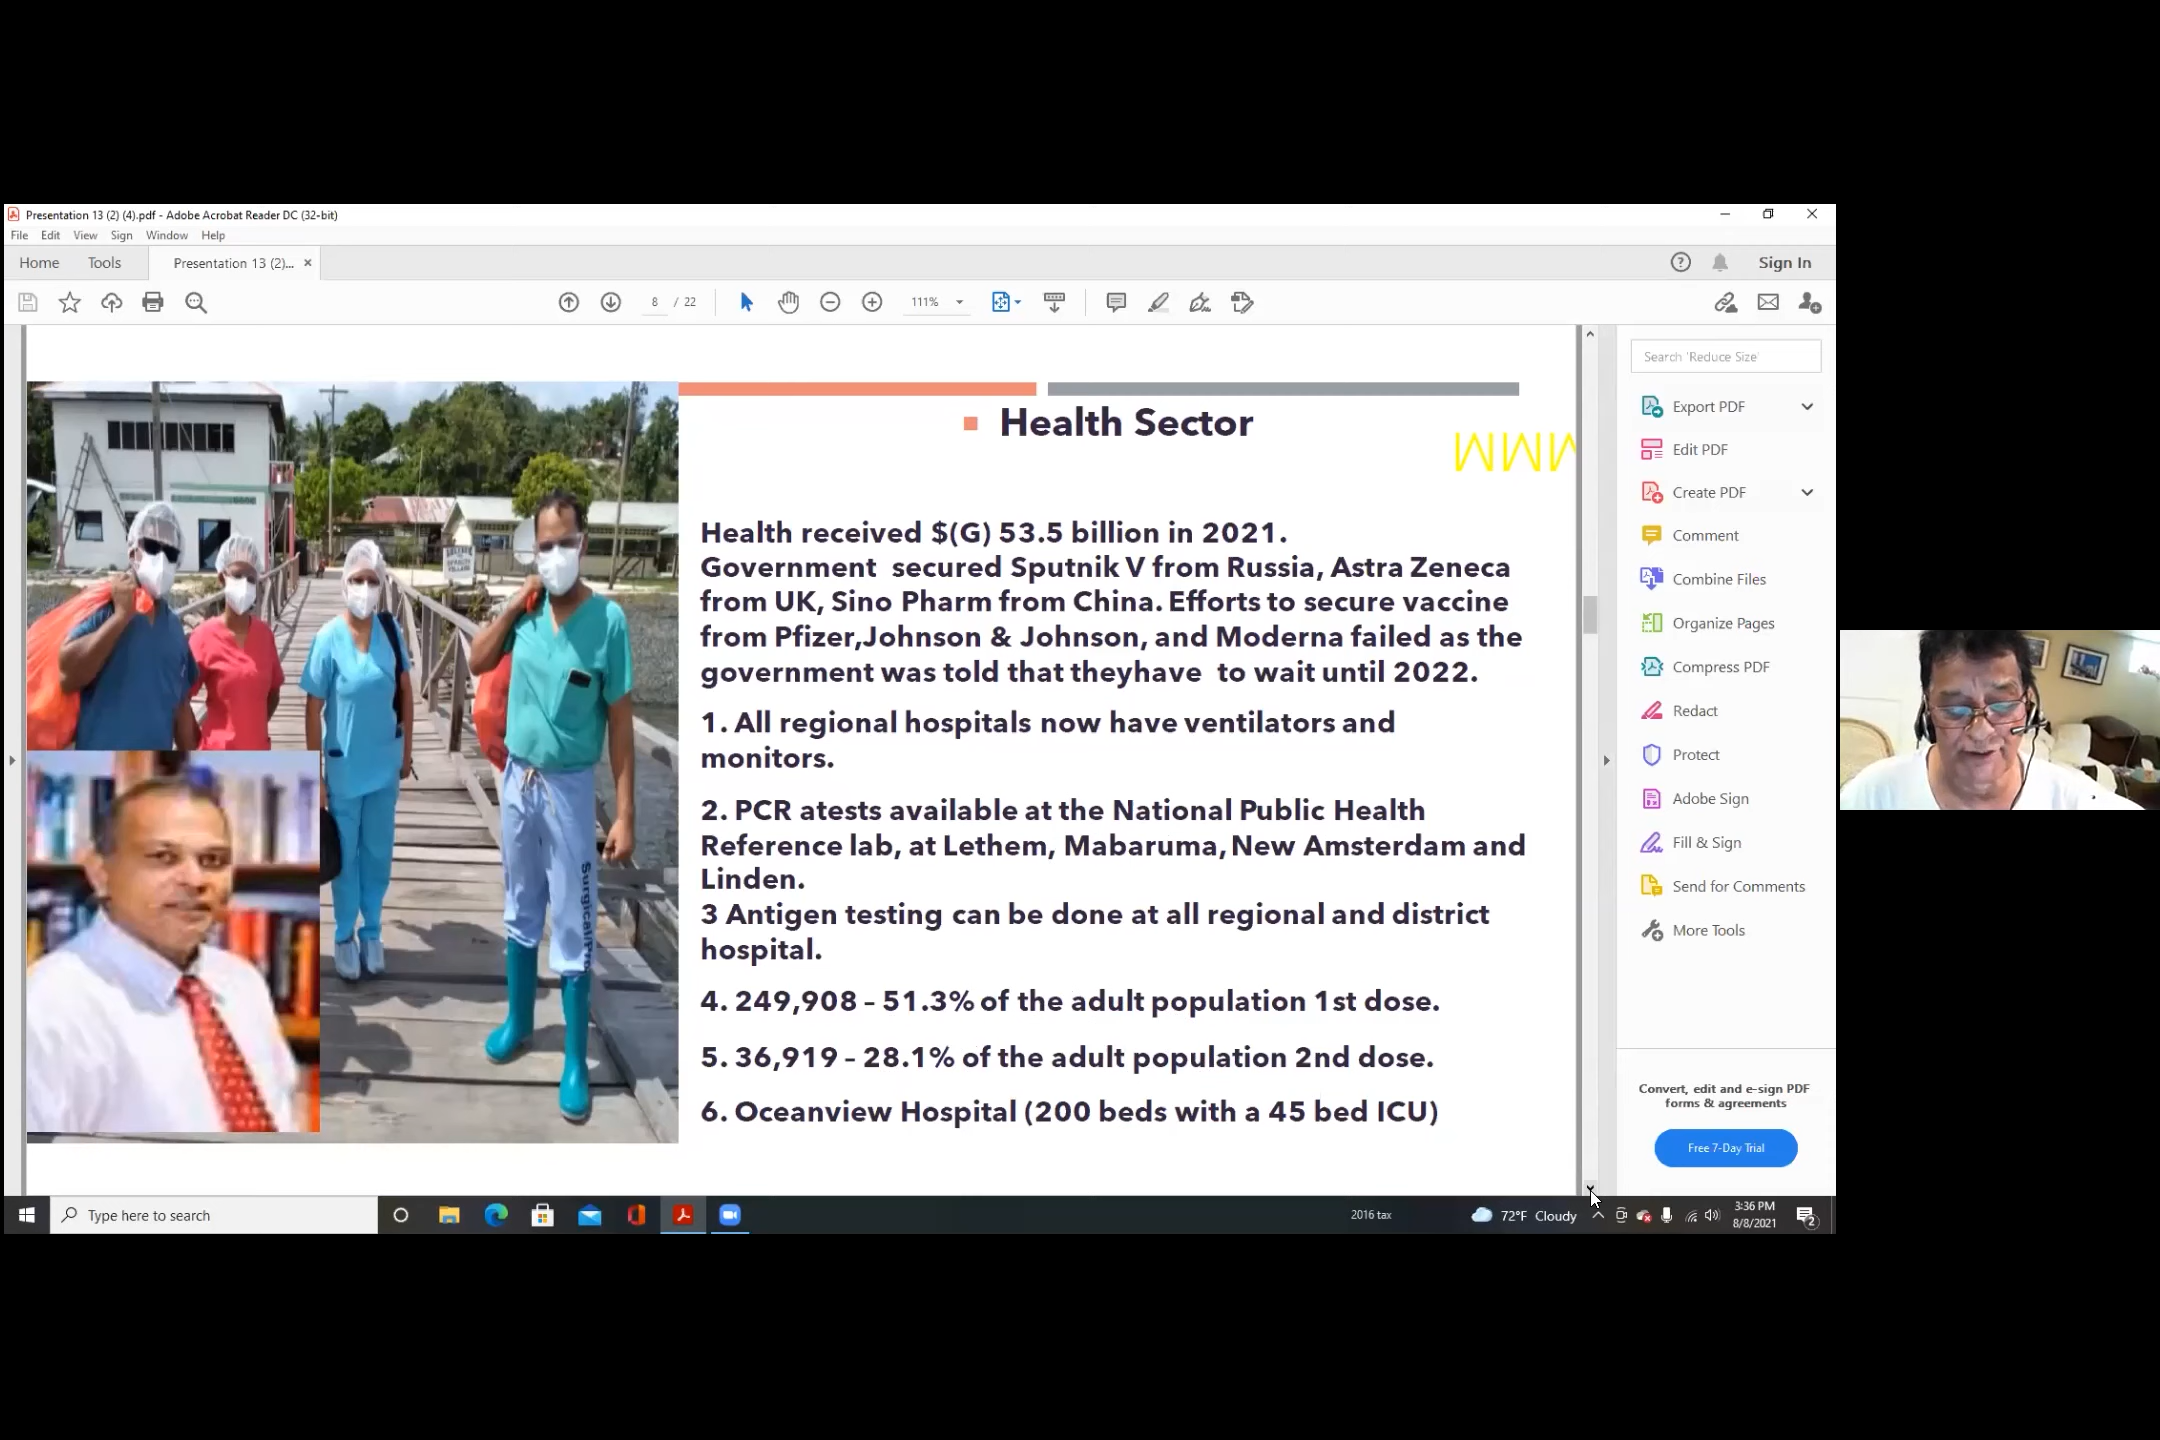 Presentation 13 (2) (4).pdf - Adobe Acrobat Reader DC (32-bit)
File Edit View Sign Window Help
Home Tools Presentation 13 (2)... × Sign In
8 / 22 111%
Search 'Reduce Size'
Export PDF
Edit PDF
Create PDF
Comment
Combine Files
Organize Pages
Compress PDF
Redact
Protect
Adobe Sign
Fill & Sign
Send for Comments
More Tools
Convert, edit and e-sign PDF
forms & agreements
Free 7-Day Trial
Health Sector
Health received $(G) 53.5 billion in 2021.
Government secured Sputnik V from Russia, Astra Zeneca
from UK, Sino Pharm from China. Efforts to secure vaccine
from Pfizer,Johnson & Johnson, and Moderna failed as the
government was told that theyhave to wait until 2022.
1. All regional hospitals now have ventilators and
monitors.
2. PCR atests available at the National Public Health
Reference lab, at Lethem, Mabaruma, New Amsterdam and
Linden.
3 Antigen testing can be done at all regional and district
hospital.
4. 249,908 – 51.3% of the adult population 1st dose.
5. 36,919 – 28.1% of the adult population 2nd dose.
6. Oceanview Hospital (200 beds with a 45 bed ICU)
Type here to search
2016 tax
72°F Cloudy
3:36 PM
8/8/2021
2